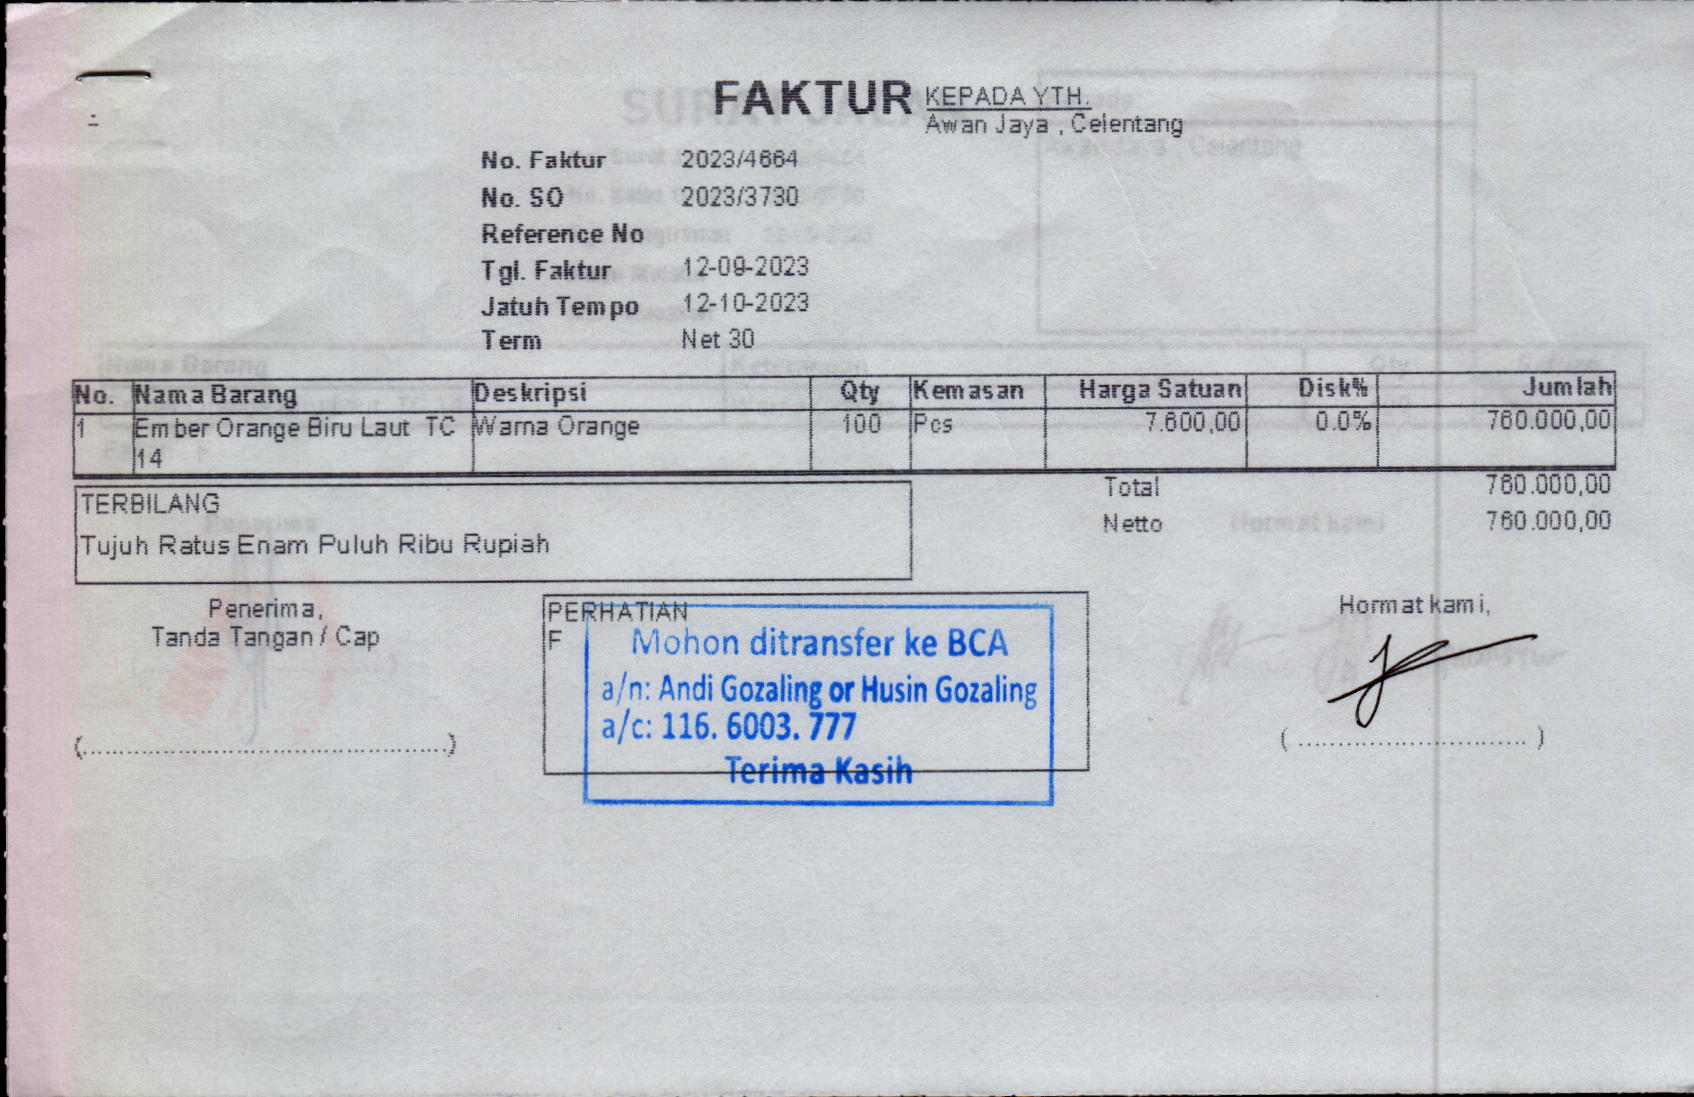 FAKTUR
KEPADA YTH.
Awan Jaya , Celentang
No. Faktur 2023/4664
No. SO 2023/3730
Reference No
Tgl. Faktur 12-09-2023
Jatuh Tempo 12-10-2023
Term Net 30
No. Nama Barang Deskripsi Qty Kemasan Harga Satuan Disk% Jumlah
1 Ember Orange Biru Laut TC 14 Warna Orange 100 Pcs 7.600,00 0.0% 760.000,00
Total 760.000,00
Netto 760.000,00
TERBILANG
Tujuh Ratus Enam Puluh Ribu Rupiah
Penerima,
Tanda Tangan / Cap
(..........................................................)
PERHATIAN
F
Mohon ditransfer ke BCA
a/n: Andi Gozaling or Husin Gozaling
a/c: 116. 6003. 777
Terima Kasih
Hormat kami,
( .................................... )